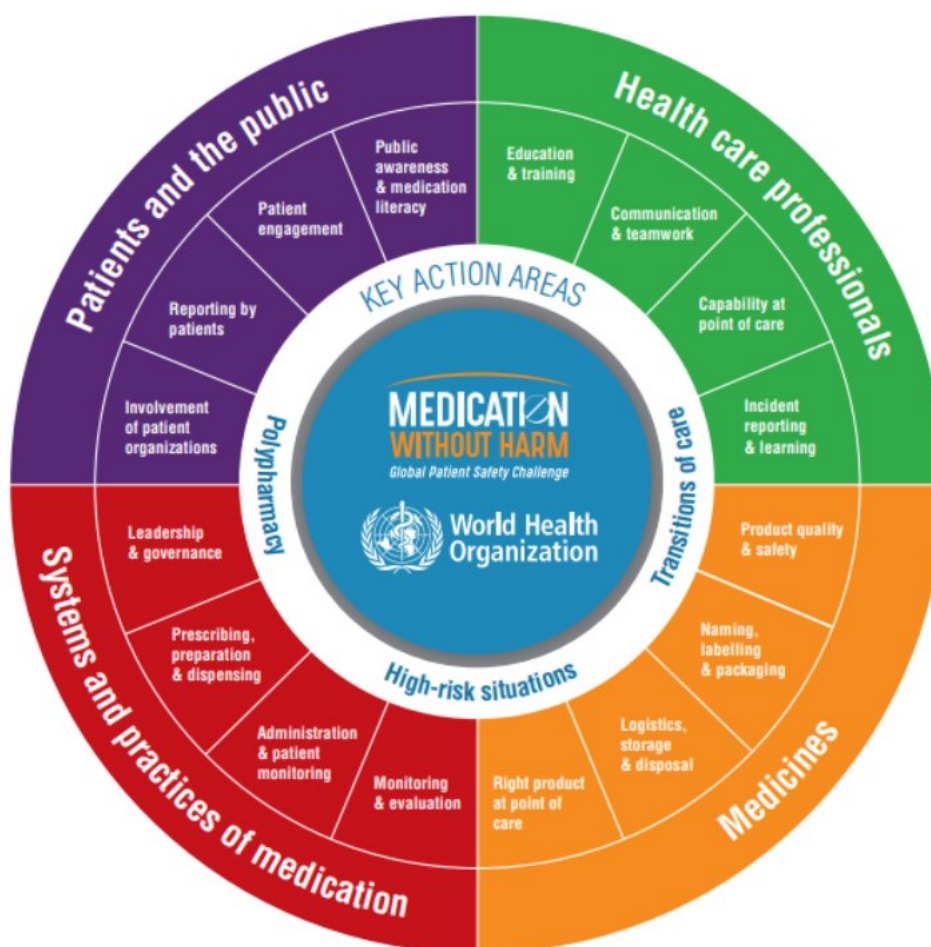 Patients and the public
Public
awareness
& medication
literacy
Patient
engagement
Reporting by
patients
Involvement
of patient
organizations
Health care professionals
Education
& training
Communication
& teamwork
Capability at
point of care
Incident
reporting
& learning
KEY ACTION AREAS
Polypharmacy
Transitions of care
High-risk situations
MEDICATION
WITHOUT HARM
Global Patient Safety Challenge
World Health
Organization
Systems and practices of medication
Leadership
& governance
Prescribing,
preparation
& dispensing
Administration
& patient
monitoring
Monitoring
& evaluation
Medicines
Product quality
& safety
Naming,
labelling
& packaging
Logistics,
storage
& disposal
Right product
at point of
care